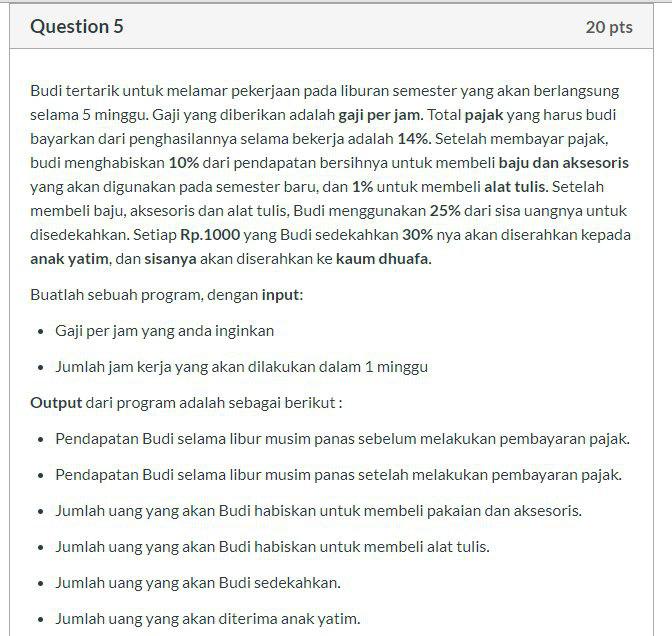 Question 5
20 pts
Budi tertarik untuk melamar pekerjaan pada liburan semester yang akan berlangsung
selama 5 minggu. Gaji yang diberikan adalah gaji per jam. Total pajak yang harus budi
bayarkan dari penghasilannya selama bekerja adalah 14%. Setelah membayar pajak,
budi menghabiskan 10% dari pendapatan bersihnya untuk membeli baju dan aksesoris
yang akan digunakan pada semester baru, dan 1% untuk membeli alat tulis. Setelah
membeli baju, aksesoris dan alat tulis, Budi menggunakan 25% dari sisa uangnya untuk
disedekahkan. Setiap Rp.1000 yang Budi sedekahkan 30% nya akan diserahkan kepada
anak yatim, dan sisanya akan diserahkan ke kaum dhuafa.
Buatlah sebuah program, dengan input:
• Gaji per jam yang anda inginkan
• Jumlah jam kerja yang akan dilakukan dalam 1 minggu
Output dari program adalah sebagai berikut :
• Pendapatan Budi selama libur musim panas sebelum melakukan pembayaran pajak.
• Pendapatan Budi selama libur musim panas setelah melakukan pembayaran pajak.
• Jumlah uang yang akan Budi habiskan untuk membeli pakaian dan aksesoris.
• Jumlah uang yang akan Budi habiskan untuk membeli alat tulis.
• Jumlah uang yang akan Budi sedekahkan.
• Jumlah uang yang akan diterima anak yatim.